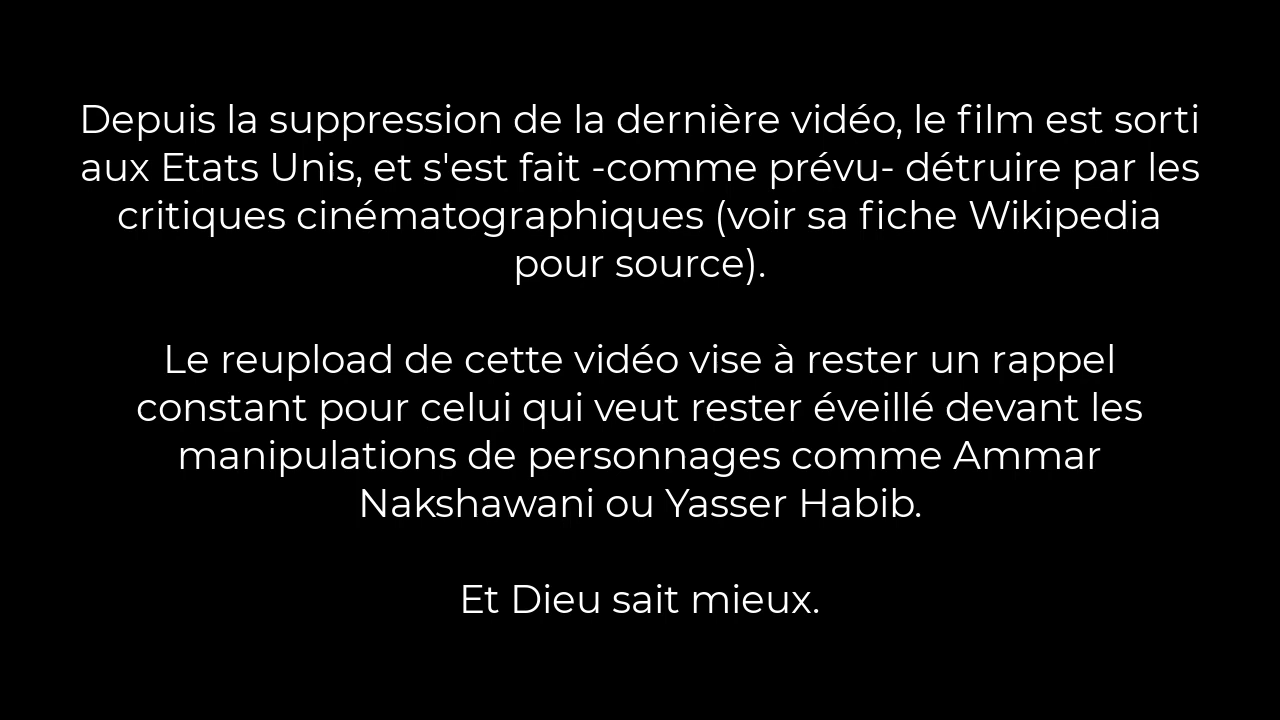 Depuis la suppression de la dernière vidéo, le film est sorti
aux Etats Unis, et s'est fait -comme prévu- détruire par les
critiques cinématographiques (voir sa fiche Wikipedia
pour source).
Le reupload de cette vidéo vise à rester un rappel
constant pour celui qui veut rester éveillé devant les
manipulations de personnages comme Ammar
Nakshawani ou Yasser Habib.
Et Dieu sait mieux.